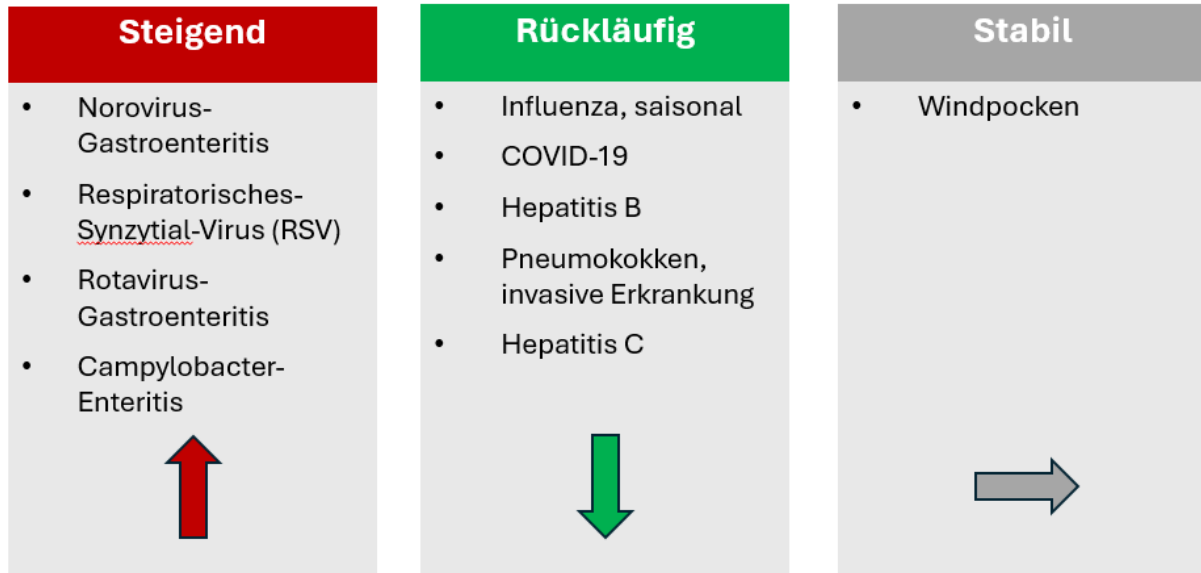 Steigend
• Norovirus-
Gastroenteritis
• Respiratorisches-
Synzytial-Virus (RSV)
• Rotavirus-
Gastroenteritis
• Campylobacter-
Enteritis
Rückläufig
• Influenza, saisonal
• COVID-19
• Hepatitis B
• Pneumokokken,
invasive Erkrankung
• Hepatitis C
Stabil
• Windpocken